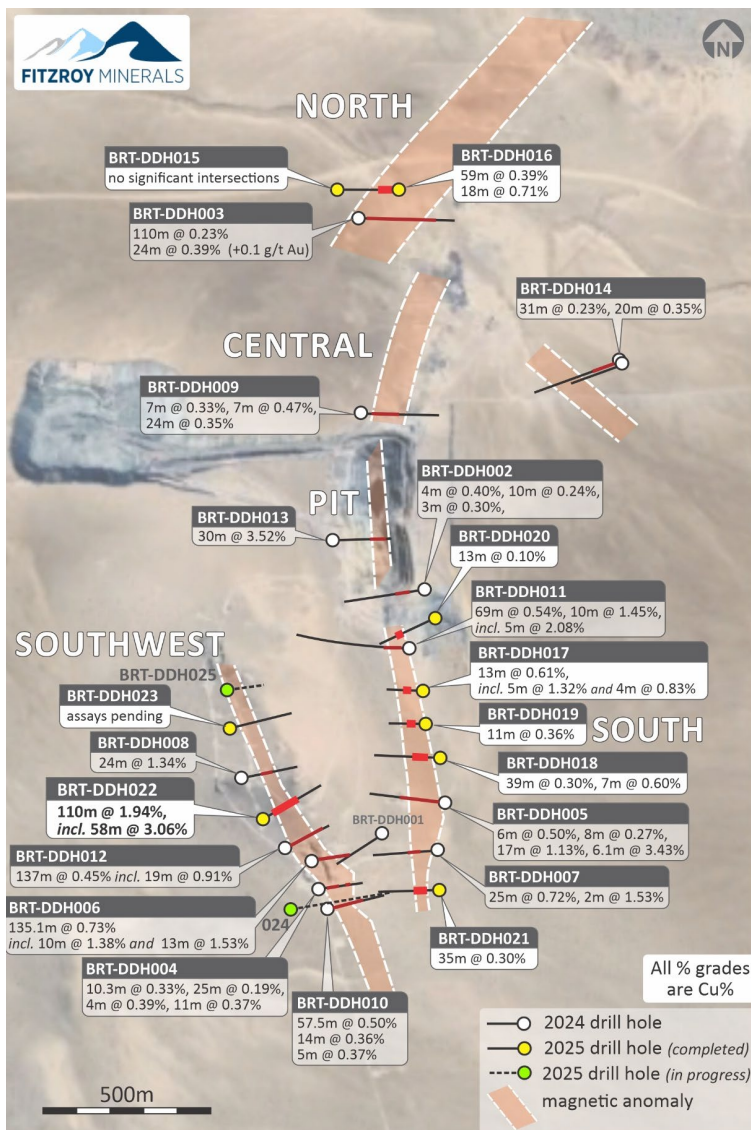 FITZROY MINERALS
N
NORTH
BRT-DDH015
no significant intersections
BRT-DDH016
59m @ 0.39%
18m @ 0.71%
BRT-DDH003
110m @ 0.23%
24m @ 0.39% (+0.1 g/t Au)
BRT-DDH014
31m @ 0.23%, 20m @ 0.35%
CENTRAL
BRT-DDH009
7m @ 0.33%, 7m @ 0.47%,
24m @ 0.35%
BRT-DDH002
4m @ 0.40%, 10m @ 0.24%,
3m @ 0.30%,
PIT
BRT-DDH013
30m @ 3.52%
BRT-DDH020
13m @ 0.10%
BRT-DDH011
69m @ 0.54%, 10m @ 1.45%,
incl. 5m @ 2.08%
SOUTHWEST
BRT-DDH025
BRT-DDH017
13m @ 0.61%,
incl. 5m @ 1.32% and 4m @ 0.83%
BRT-DDH023
assays pending
BRT-DDH019
11m @ 0.36%
SOUTH
BRT-DDH008
24m @ 1.34%
BRT-DDH018
39m @ 0.30%, 7m @ 0.60%
BRT-DDH022
110m @ 1.94%,
incl. 58m @ 3.06%
BRT-DDH001
BRT-DDH005
6m @ 0.50%, 8m @ 0.27%,
17m @ 1.13%, 6.1m @ 3.43%
BRT-DDH012
137m @ 0.45% incl. 19m @ 0.91%
BRT-DDH007
25m @ 0.72%, 2m @ 1.53%
BRT-DDH006
135.1m @ 0.73%
incl. 10m @ 1.38% and 13m @ 1.53%
024
BRT-DDH021
35m @ 0.30%
BRT-DDH004
10.3m @ 0.33%, 25m @ 0.19%,
4m @ 0.39%, 11m @ 0.37%
BRT-DDH010
57.5m @ 0.50%
14m @ 0.36%
5m @ 0.37%
All % grades
are Cu%
2024 drill hole
2025 drill hole (completed)
2025 drill hole (in progress)
magnetic anomaly
500m